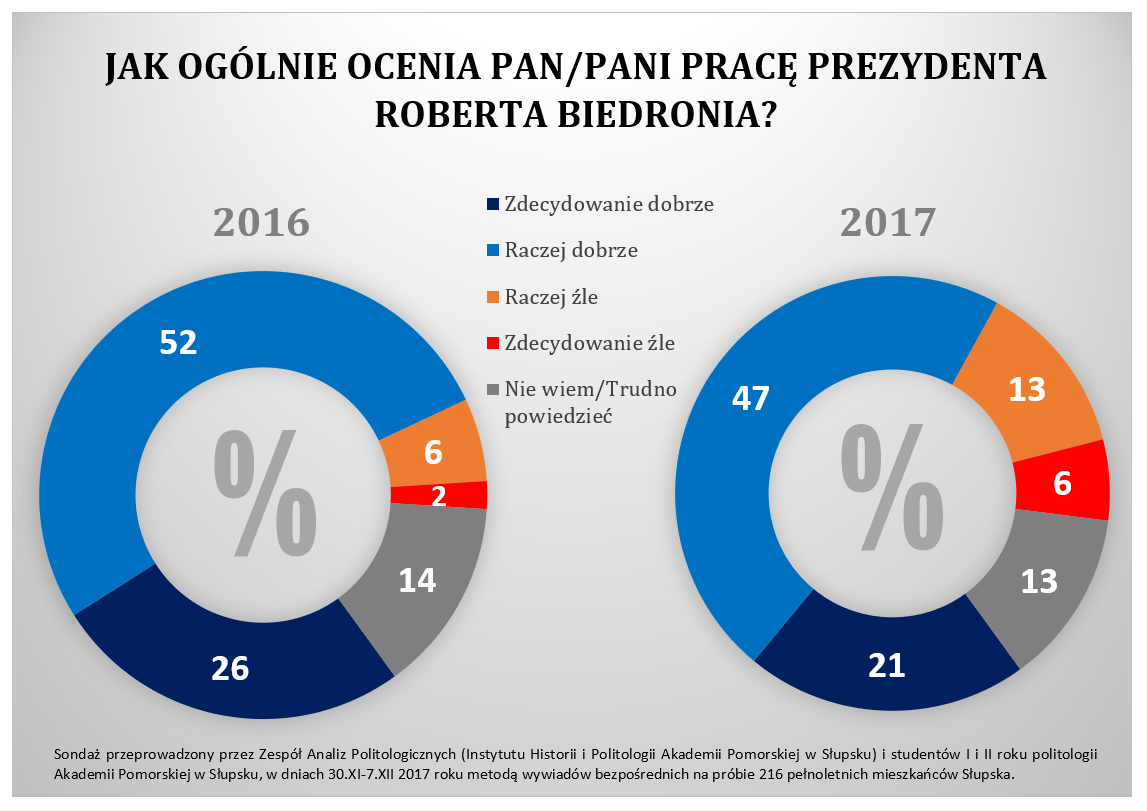 JAK OGÓLNIE OCENIA PAN/PANI PRACĘ PREZYDENTA
ROBERTA BIEDRONIA?
2016
Zdecydowanie dobrze
Raczej dobrze
Raczej źle
Zdecydowanie źle
Nie wiem/Trudno
powiedzieć
2017
52
6
2
14
26
%
47
13
6
13
21
%
Sondaż przeprowadzony przez Zespół Analiz Politologicznych (Instytutu Historii i Politologii Akademii Pomorskiej w Słupsku) i studentów I i II roku politologii
Akademii Pomorskiej w Słupsku, w dniach 30.XI-7.XII 2017 roku metodą wywiadów bezpośrednich na próbie 216 pełnoletnich mieszkańców Słupska.